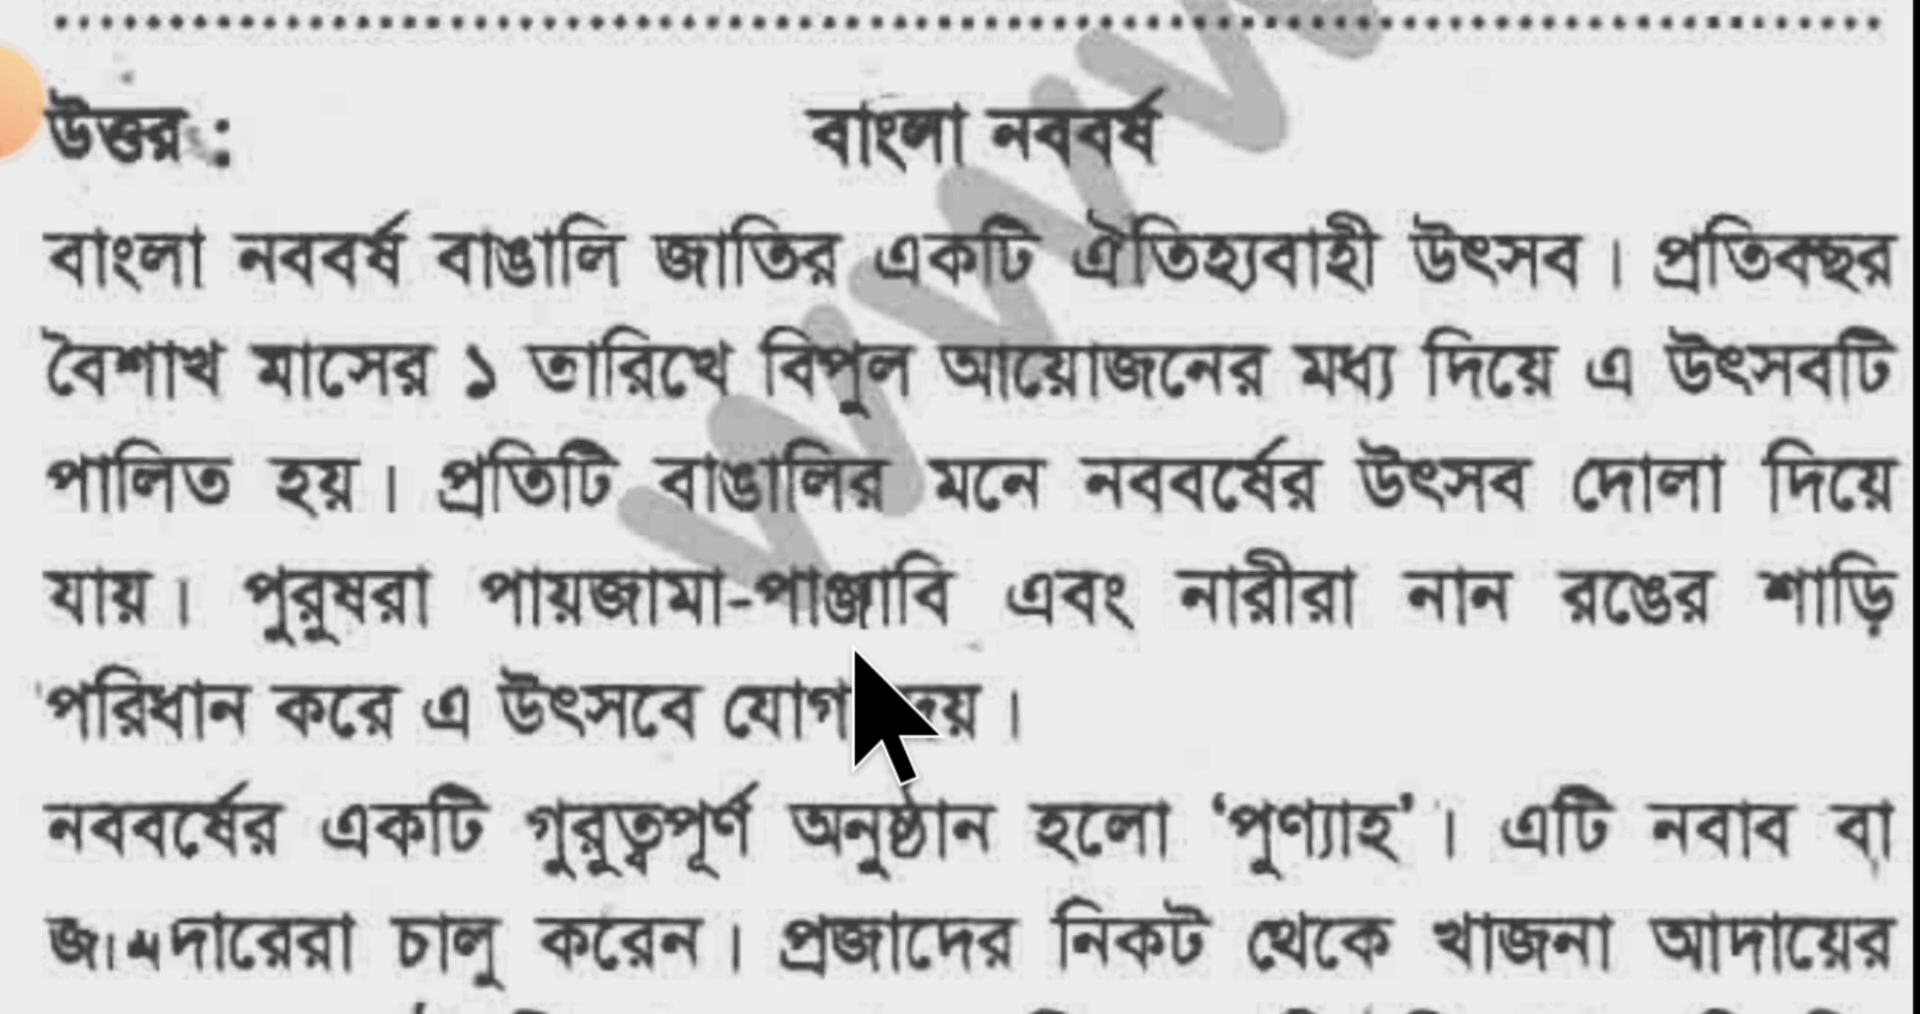 উত্তর :
বাংলা নববর্ষ
বাংলা নববর্ষ বাঙালি জাতির একটি ঐতিহ্যবাহী উৎসব। প্রতিবছর
বৈশাখ মাসের ১ তারিখে বিপুল আয়োজনের মধ্য দিয়ে এ উৎসবটি
পালিত হয়। প্রতিটি বাঙালির মনে নববর্ষের উৎসব দোলা দিয়ে
যায়। পুরুষরা পায়জামা-পাঞ্জাবি এবং নারীরা নান রঙের শাড়ি
পরিধান করে এ উৎসবে যোগ
নববর্ষের একটি গুরুত্বপূর্ণ অনুষ্ঠান হলো ‘পুণ্যাহ’। এটি নবাব বা
চালু করেন। প্রজাদের নিকট থেকে খাজনা আদায়ের